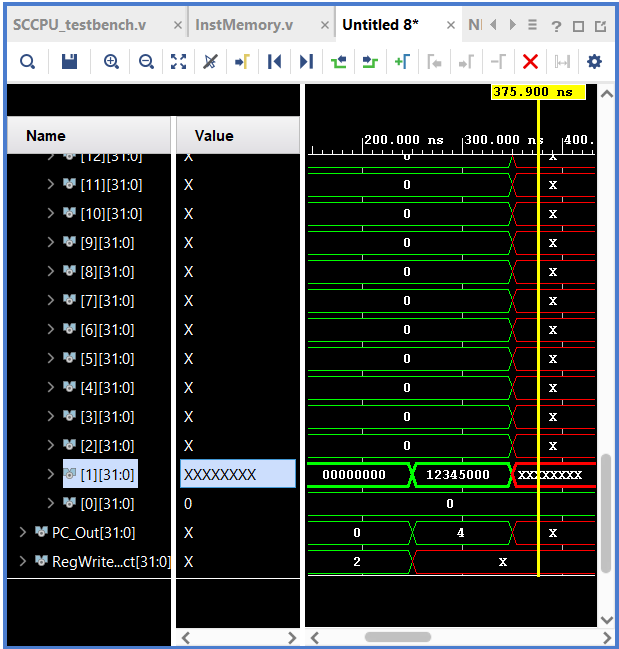 SCCPU_testbench.v × InstMemory.v × Untitled 8* ×
375.900 ns
Name Value 200.000 ns 300.000 ns 400.
[12][31:0] X 0 X
[11][31:0] X 0 X
[10][31:0] X 0 X
[9][31:0] X 0 X
[8][31:0] X 0 X
[7][31:0] X 0 X
[6][31:0] X 0 X
[5][31:0] X 0 X
[4][31:0] X 0 X
[3][31:0] X 0 X
[2][31:0] X 0 X
[1][31:0] XXXXXXXX 00000000 12345000 XXXXXXXX
[0][31:0] 0 0
PC_Out[31:0] X 0 4 X
RegWrite...ct[31:0] X 2 X